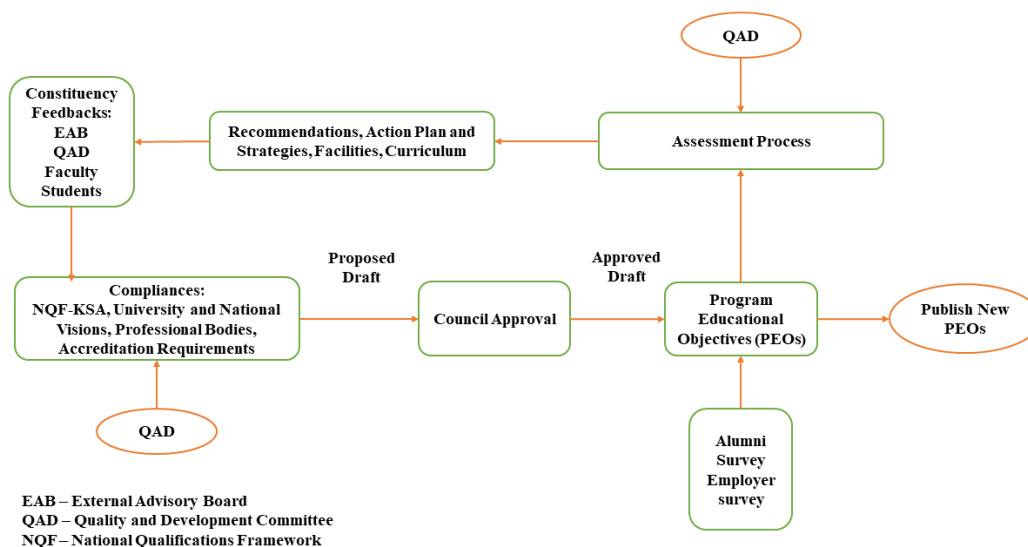 QAD
Constituency
Feedbacks:
EAB
QAD
Faculty
Students
Recommendations, Action Plan and
Strategies, Facilities, Curriculum
Assessment Process
Proposed
Draft
Approved
Draft
Compliances:
NQF-KSA, University and National
Visions, Professional Bodies,
Accreditation Requirements
Council Approval
Program
Educational
Objectives (PEOs)
Publish New
PEOs
QAD
Alumni
Survey
Employer
survey
EAB – External Advisory Board
QAD – Quality and Development Committee
NQF – National Qualifications Framework